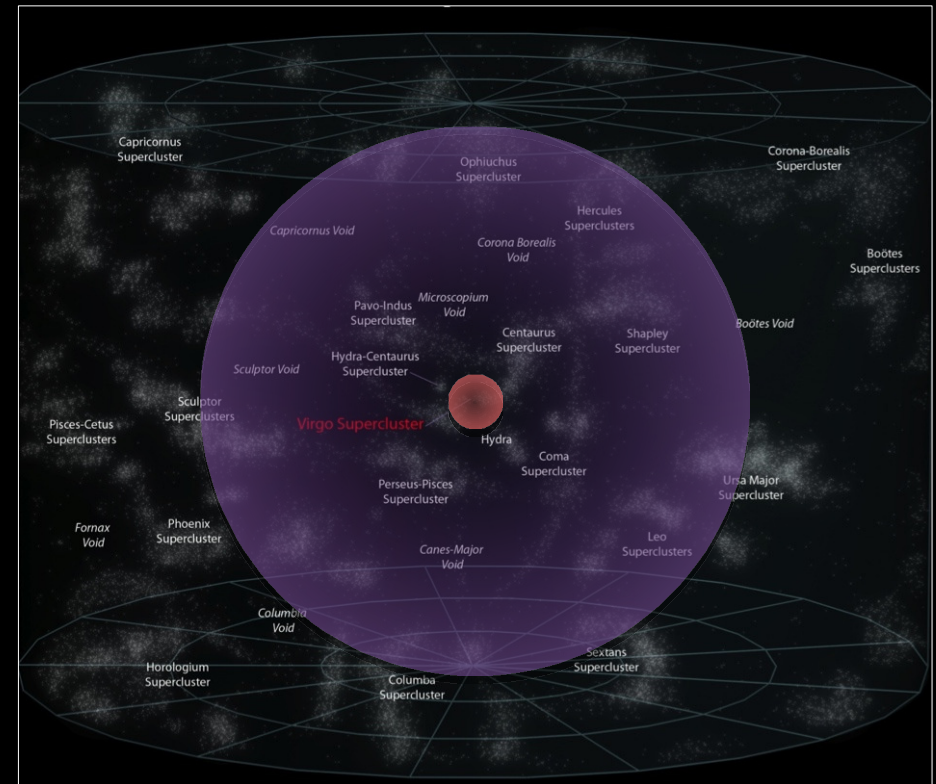 Capricornus
Supercluster
Ophiuchus
Supercluster
Corona-Borealis
Supercluster
Hercules
Superclusters
Capricornus Void
Corona Borealis
Void
Boötes
Superclusters
Microscopium
Void
Pavo-Indus
Supercluster
Centaurus
Supercluster
Shapley
Supercluster
Boötes Void
Hydra-Centaurus
Supercluster
Sculptor Void
Sculptor
Superclusters
Pisces-Cetus
Superclusters
Virgo Supercluster
Hydra
Coma
Supercluster
Perseus-Pisces
Supercluster
Ursa Major
Supercluster
Fornax
Void
Phoenix
Supercluster
Leo
Superclusters
Canes-Major
Void
Columbia
Void
Sextans
Supercluster
Horologium
Supercluster
Columba
Supercluster